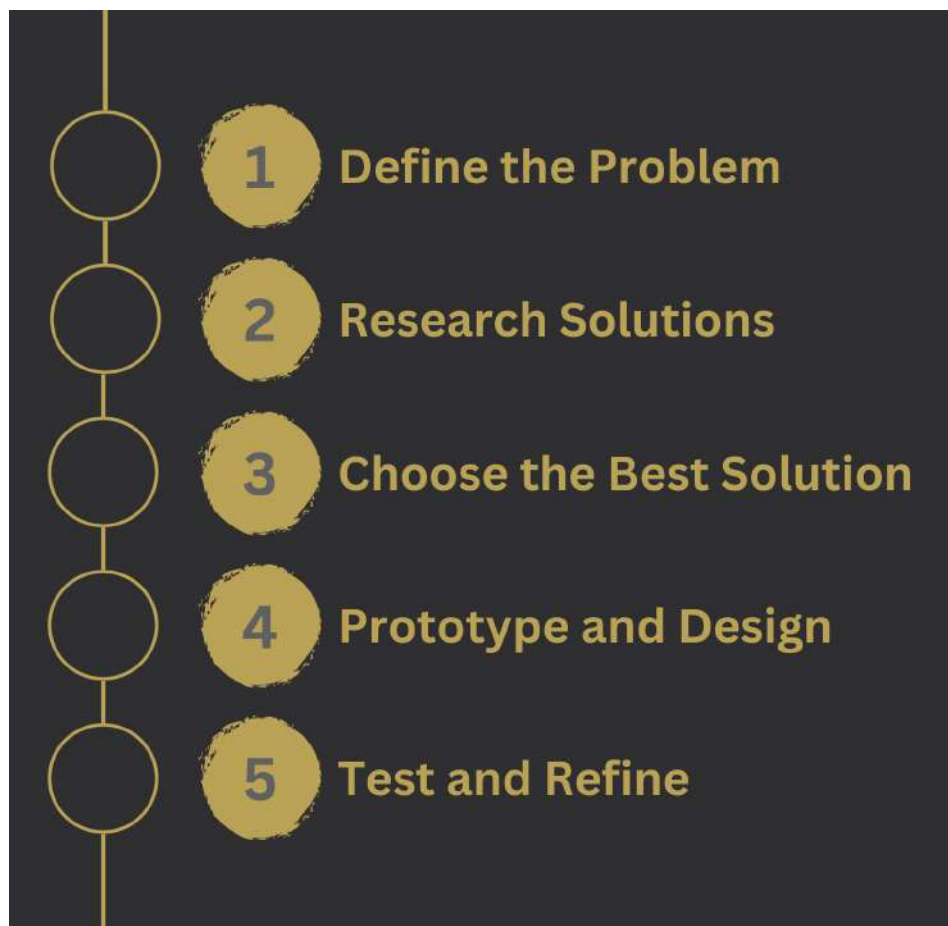 1 Define the Problem
2 Research Solutions
3 Choose the Best Solution
4 Prototype and Design
5 Test and Refine